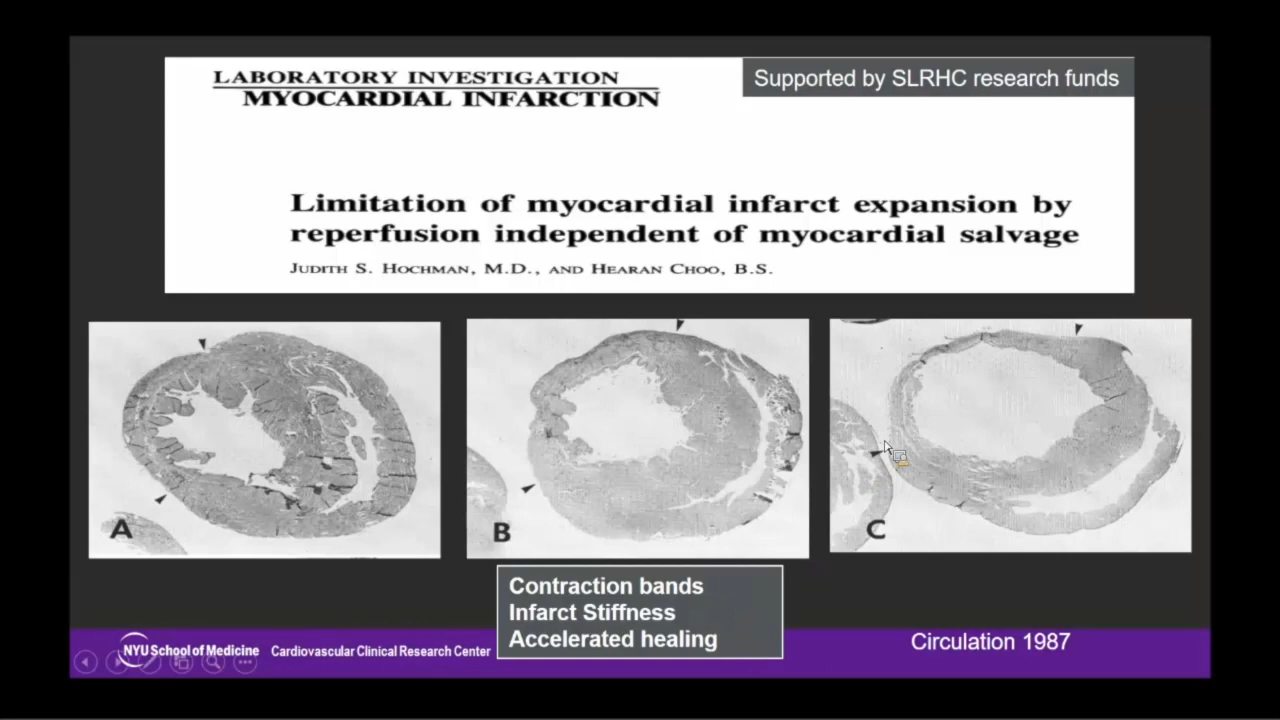 LABORATORY INVESTIGATION
MYOCARDIAL INFARCTION
Supported by SLRHC research funds
Limitation of myocardial infarct expansion by
reperfusion independent of myocardial salvage
JUDITH S. HOCHMAN, M.D., AND HEARAN CHOO, B.S.
A
B
C
Contraction bands
Infarct Stiffness
Accelerated healing
NYU School of Medicine
Cardiovascular Clinical Research Center
Circulation 1987